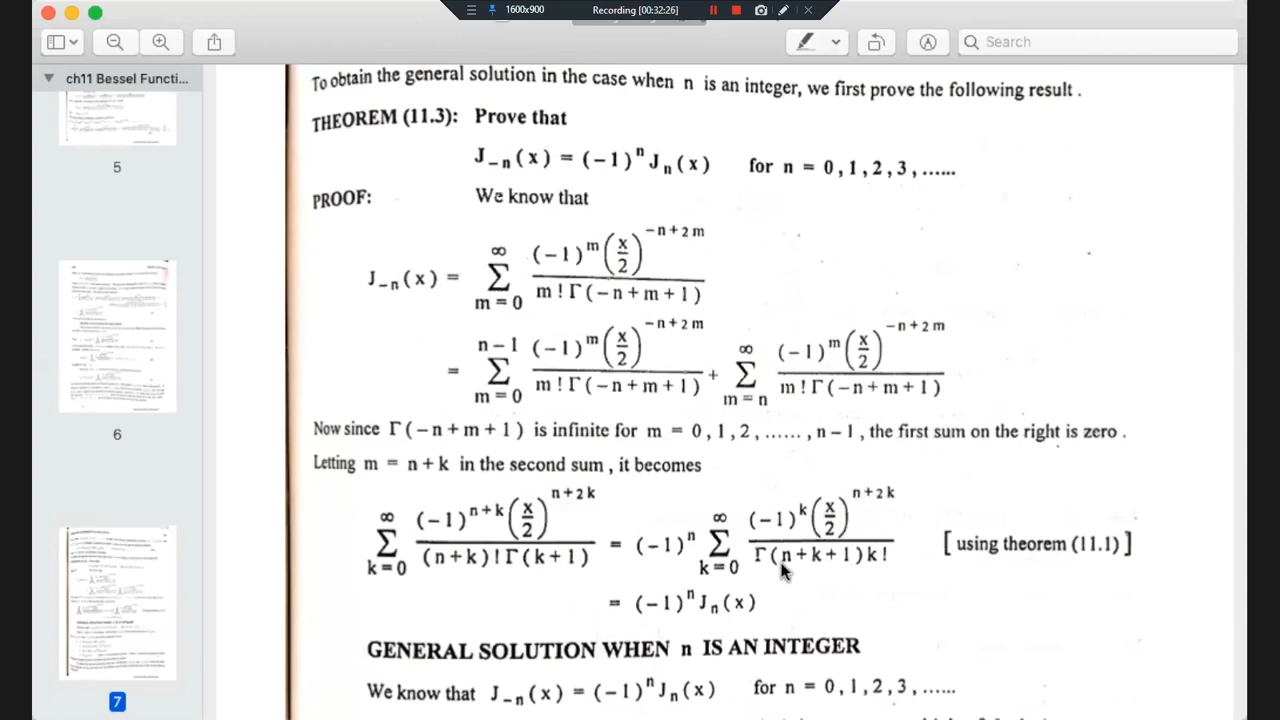 1600x900 Recording [00:32:26]
Search
ch11 Bessel Functi...
5
6
7
To obtain the general solution in the case when n is an integer, we first prove the following result .
THEOREM (11.3): Prove that
J₋ₙ(x) = (−1)ⁿ Jₙ(x) for n = 0, 1, 2, 3, ......
PROOF: We know that
J₋ₙ(x) = ∞ Σ m = 0 (−1)^m (x/2)^(−n+2m) / m ! Γ(−n+m+1)
= n−1 Σ m = 0 (−1)^m (x/2)^(−n+2m) / m ! Γ(−n+m+1) + ∞ Σ m = n (−1)^m (x/2)^(−n+2m) / m ! Γ(−n+m+1)
Now since Γ(−n+m+1) is infinite for m = 0, 1, 2, ......, n−1, the first sum on the right is zero .
Letting m = n+k in the second sum , it becomes
∞ Σ k = 0 (−1)^(n+k) (x/2)^(n+2k) / (n+k) ! Γ(k+1) = (−1)ⁿ ∞ Σ k = 0 (−1)^k (x/2)^(n+2k) / Γ(n+k+1) k ! [ using theorem (11.1) ]
= (−1)ⁿ Jₙ(x)
GENERAL SOLUTION WHEN n IS AN INTEGER
We know that J₋ₙ(x) = (−1)ⁿ Jₙ(x) for n = 0, 1, 2, 3, ......